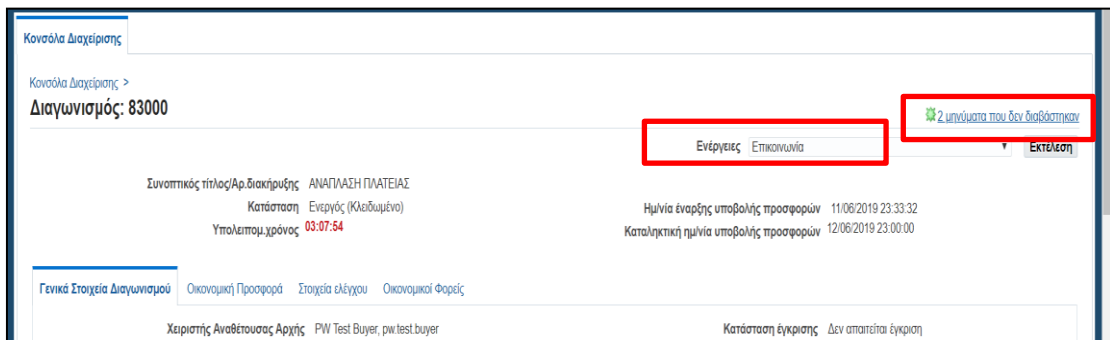 Κονσόλα Διαχείρισης
Κονσόλα Διαχείρισης >
Διαγωνισμός: 83000
2 μηνύματα που δεν διαβάστηκαν
Ενέργειες Επικοινωνία Εκτέλεση
Συνοπτικός τίτλος/Αρ.διακήρυξης ΑΝΑΠΛΑΣΗ ΠΛΑΤΕΙΑΣ
Κατάσταση Ενεργός (Κλειδωμένο)
Ημ/νία έναρξης υποβολής προσφορών 11/06/2019 23:33:32
Υπολειπομ.χρόνος 03:07:54
Καταληκτική ημ/νία υποβολής προσφορών 12/06/2019 23:00:00
Γενικά Στοιχεία Διαγωνισμού Οικονομική Προσφορά Στοιχεία ελέγχου Οικονομικοί Φορείς
Χειριστής Αναθέτουσας Αρχής PW Test Buyer, pw.test.buyer Κατάσταση έγκρισης Δεν απαιτείται έγκριση